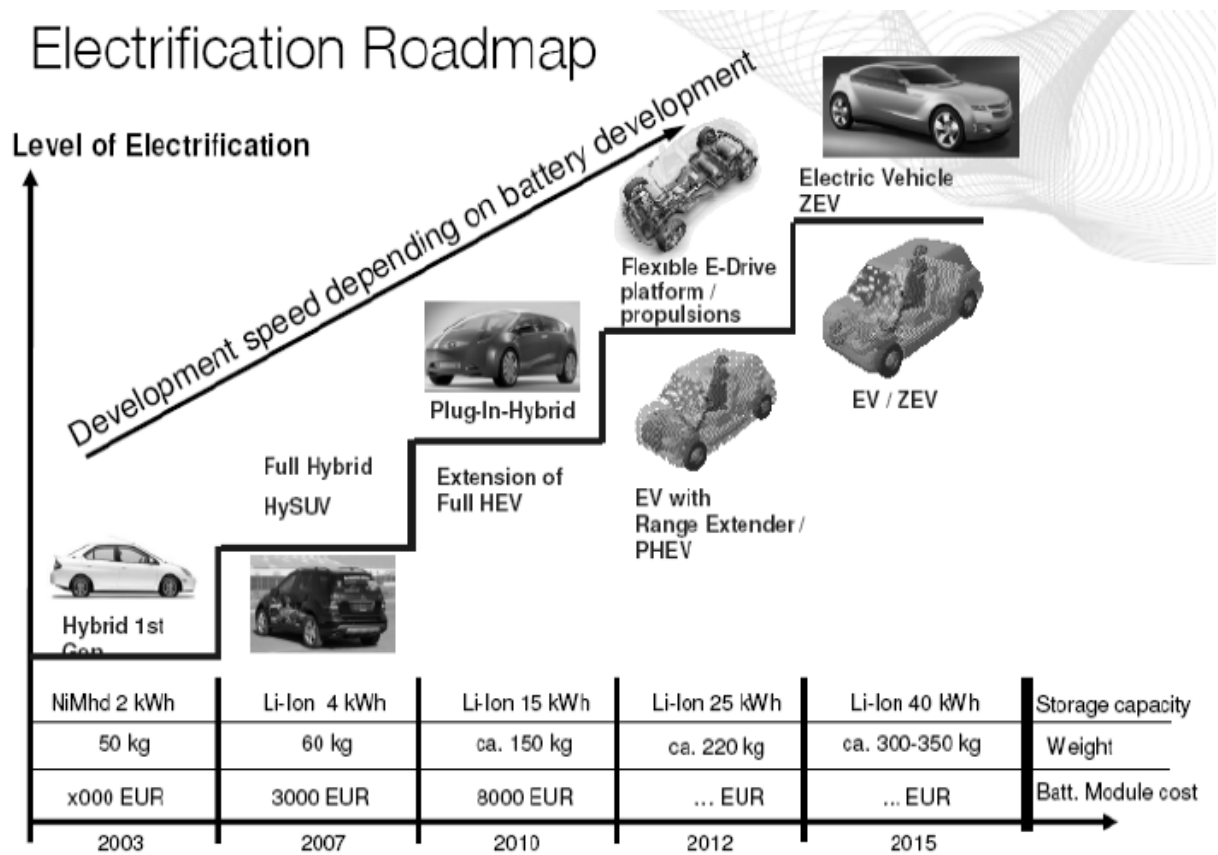 Electrification Roadmap
Level of Electrification
Development speed depending on battery development
Electric Vehicle
ZEV
Flexible E-Drive
platform /
propulsions
EV / ZEV
Plug-In-Hybrid
Full Hybrid
HySUV
Extension of
Full HEV
EV with
Range Extender /
PHEV
Hybrid 1st
Gen
NiMhd 2 kWh Li-Ion 4 kWh Li-Ion 15 kWh Li-Ion 25 kWh Li-Ion 40 kWh Storage capacity
50 kg 60 kg ca. 150 kg ca. 220 kg ca. 300-350 kg Weight
x000 EUR 3000 EUR 8000 EUR ... EUR ... EUR Batt. Module cost
2003 2007 2010 2012 2015